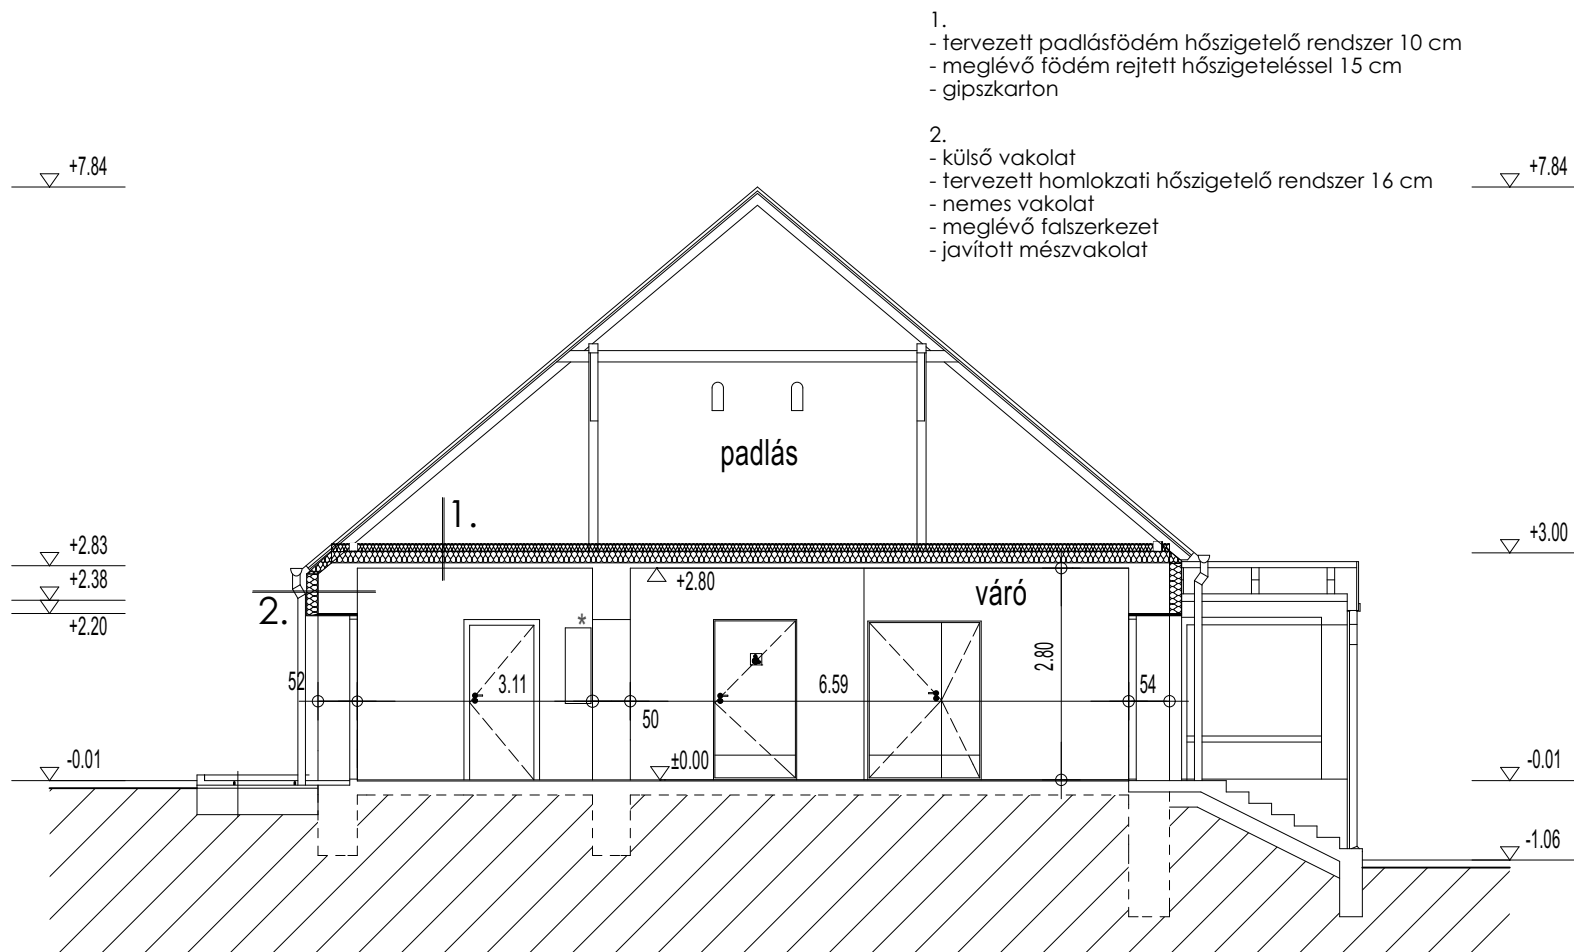 1.
- tervezett padlásfödém hőszigetelő rendszer 10 cm
- meglévő födém rejtett hőszigeteléssel 15 cm
- gipszkarton
2.
- külső vakolat
- tervezett homlokzati hőszigetelő rendszer 16 cm
- nemes vakolat
- meglévő falszerkezet
- javított mészvakolat
+7.84
+7.84
padlás
1.
+2.83
+3.00
+2.38
+2.80
váró
2.
+2.20
*
2.80
52
3.11
6.59
54
50
-0.01
±0.00
-0.01
-1.06